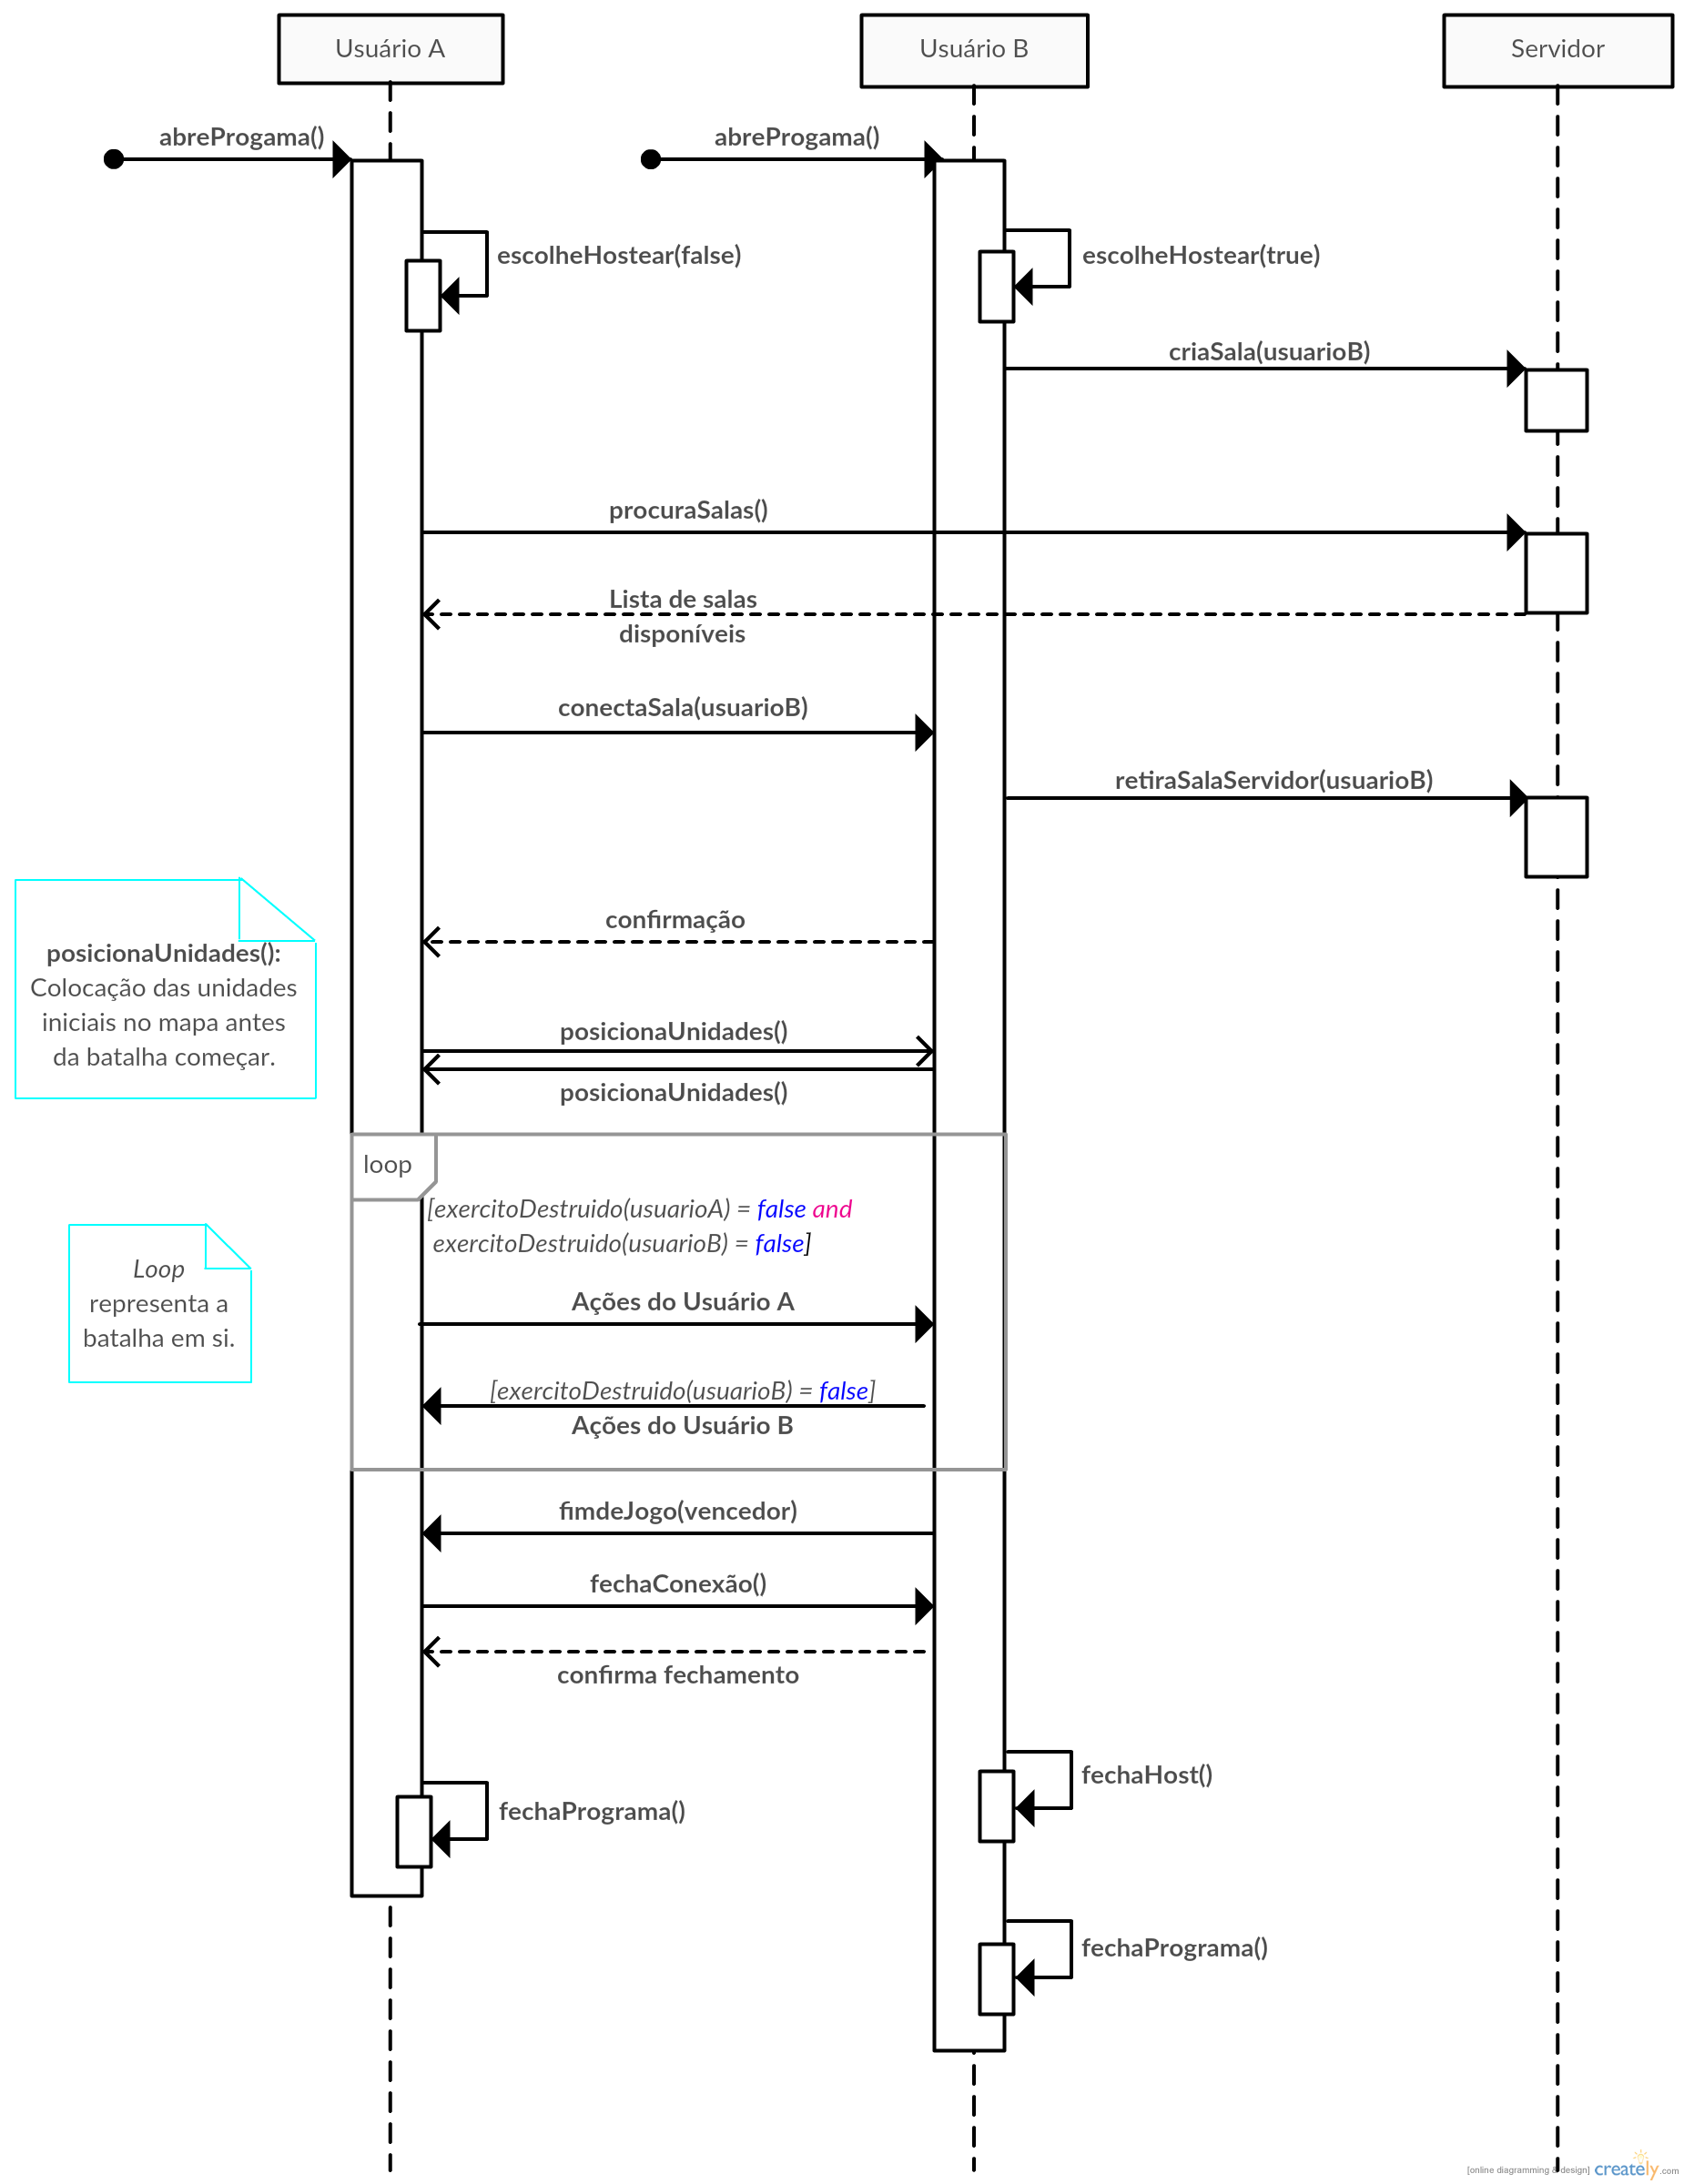 Usuário A
Usuário B
Servidor
abreProgama()
abreProgama()
escolheHostear(false)
escolheHostear(true)
criaSala(usuarioB)
procuraSalas()
Lista de salas
disponíveis
conectaSala(usuarioB)
retiraSalaServidor(usuarioB)
confirmação
posicionaUnidades():
Colocação das unidades
iniciais no mapa antes
da batalha começar.
posicionaUnidades()
posicionaUnidades()
loop
[exercitoDestruido(usuarioA) = false and
exercitoDestruido(usuarioB) = false]
Loop
representa a
batalha em si.
Ações do Usuário A
[exercitoDestruido(usuarioB) = false]
Ações do Usuário B
fimdeJogo(vencedor)
fechaConexão()
confirma fechamento
fechaHost()
fechaPrograma()
fechaPrograma()
[online diagramming & design] creately.com